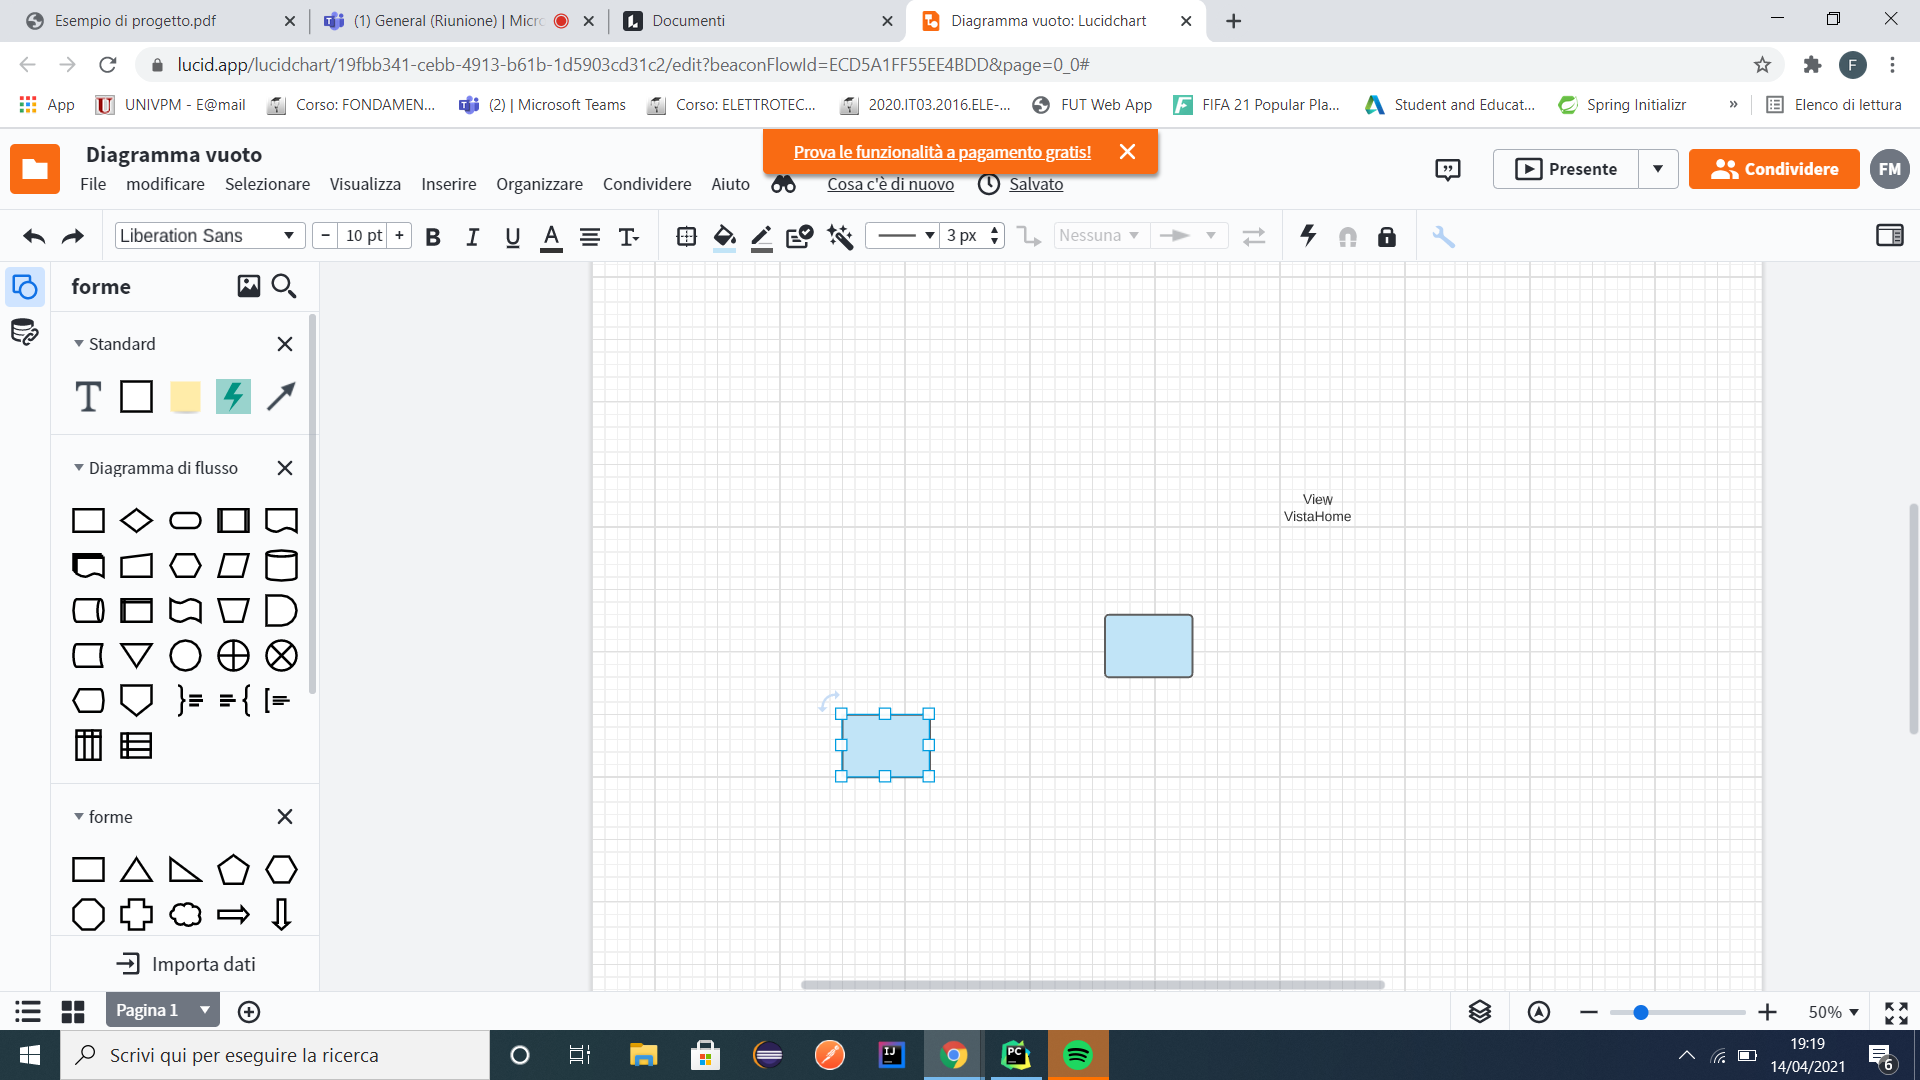 Esempio di progetto.pdf
(1) General (Riunione) | Micro
Documenti
Diagramma vuoto: Lucidchart
lucid.app/lucidchart/19fbb341-cebb-4913-b61b-1d5903cd31c2/edit?beaconFlowId=ECD5A1FF55EE4BDD&page=0_0#
F
App
UNIVPM - E@mail
Corso: FONDAMEN...
(2) | Microsoft Teams
Corso: ELETTROTEC...
2020.IT03.2016.ELE-...
FUT Web App
FIFA 21 Popular Pla...
Student and Educat...
Spring Initializr
»
Elenco di lettura
Diagramma vuoto
Prova le funzionalità a pagamento gratis!
File
modificare
Selezionare
Visualizza
Inserire
Organizzare
Condividere
Aiuto
Cosa c'è di nuovo
Salvato
Presente
Condividere
FM
Liberation Sans
10 pt
B
I
U
A
3 px
Nessuna
forme
Standard
T
Diagramma di flusso
forme
Importa dati
View
VistaHome
Pagina 1
50%
Scrivi qui per eseguire la ricerca
IJ
PC
19:19
14/04/2021
6